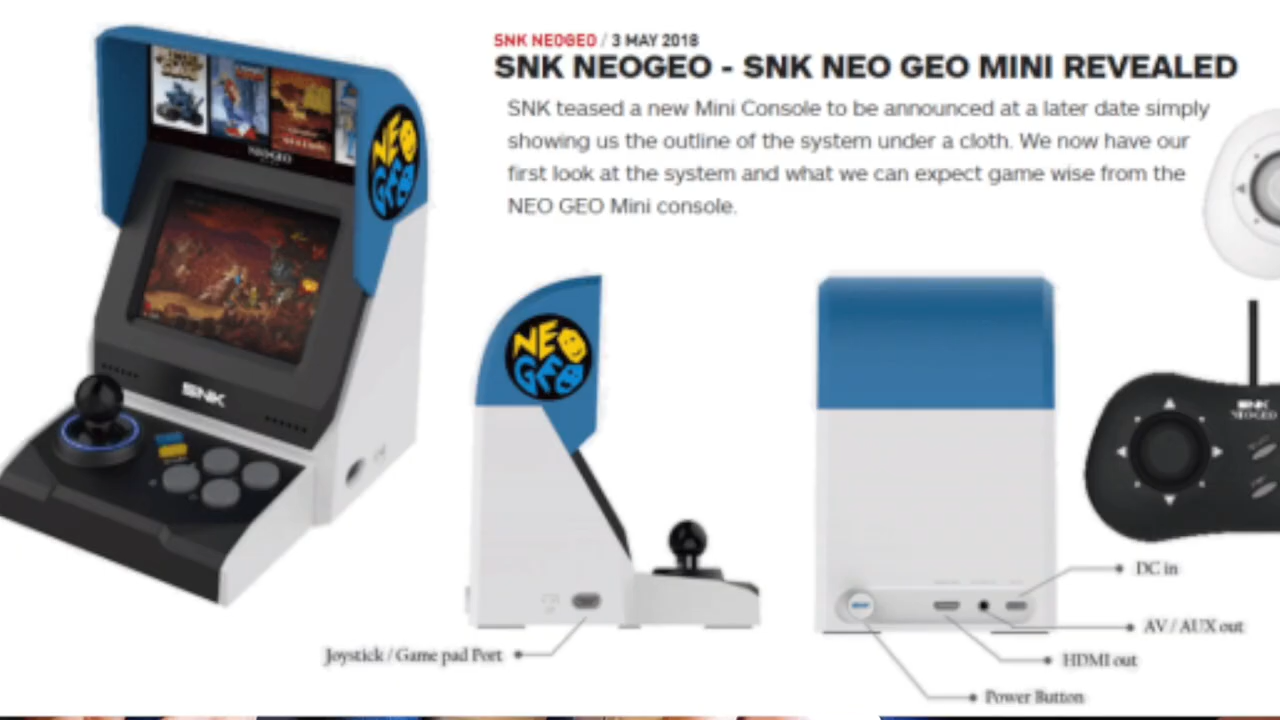 SNK NEOGEO / 3 MAY 2018
SNK NEOGEO - SNK NEO GEO MINI REVEALED
SNK teased a new Mini Console to be announced at a later date simply
showing us the outline of the system under a cloth. We now have our
first look at the system and what we can expect game wise from the
NEO GEO Mini console.
NEO
GEO
NEOGEO
SNK
NEO
GEO
SNK
NEOGEO
DC in
AV / AUX out
Joystick / Game pad Port
HDMI out
Power Button